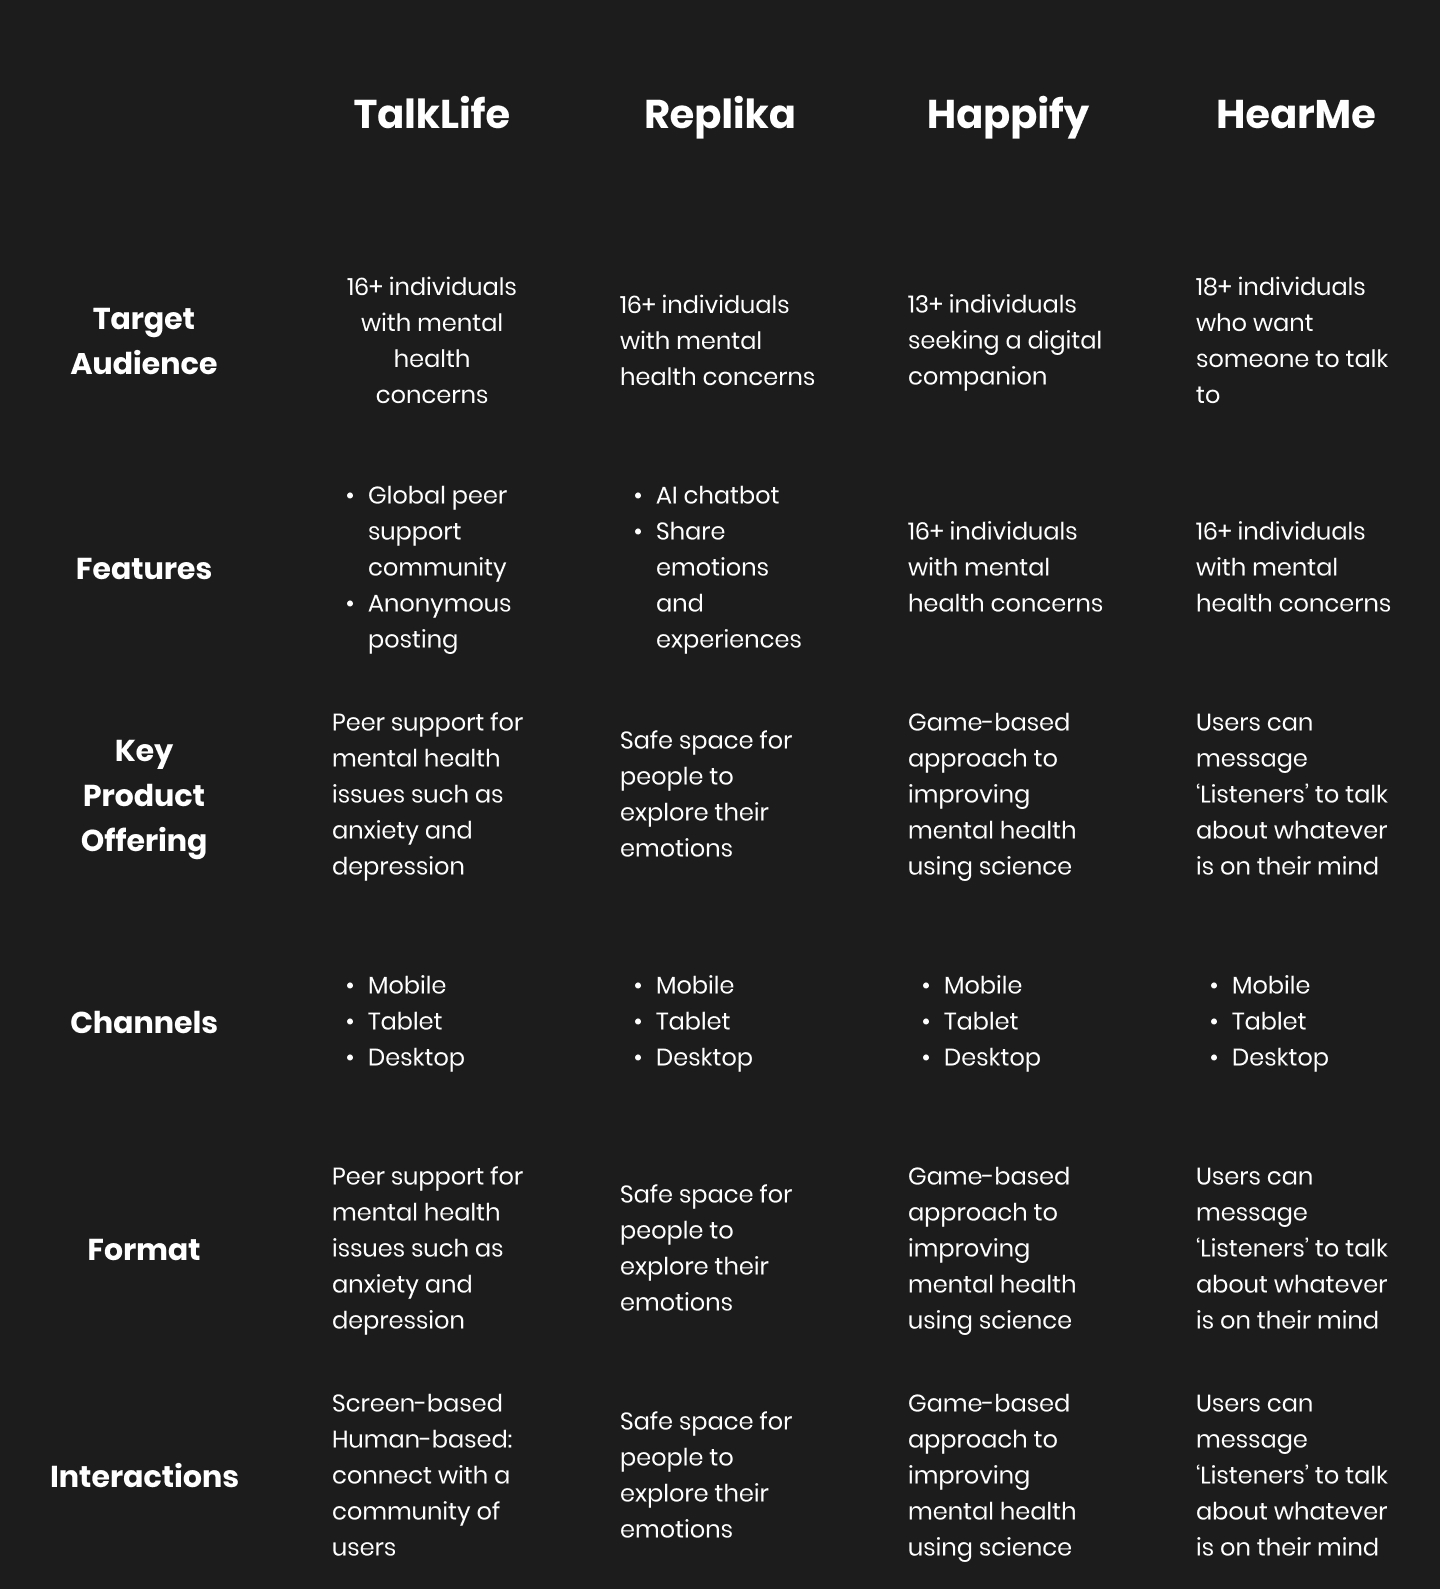 TalkLife Replika Happify HearMe
Target
Audience
16+ individuals
with mental
health
concerns
16+ individuals
with mental
health concerns
13+ individuals
seeking a digital
companion
18+ individuals
who want
someone to talk
to
Features
• Global peer
support
community
• Anonymous
posting
• AI chatbot
• Share
emotions
and
experiences
16+ individuals
with mental
health concerns
16+ individuals
with mental
health concerns
Key
Product
Offering
Peer support for
mental health
issues such as
anxiety and
depression
Safe space for
people to
explore their
emotions
Game-based
approach to
improving
mental health
using science
Users can
message
‘Listeners’ to talk
about whatever
is on their mind
Channels
• Mobile
• Tablet
• Desktop
• Mobile
• Tablet
• Desktop
• Mobile
• Tablet
• Desktop
• Mobile
• Tablet
• Desktop
Format
Peer support for
mental health
issues such as
anxiety and
depression
Safe space for
people to
explore their
emotions
Game-based
approach to
improving
mental health
using science
Users can
message
‘Listeners’ to talk
about whatever
is on their mind
Interactions
Screen-based
Human-based:
connect with a
community of
users
Safe space for
people to
explore their
emotions
Game-based
approach to
improving
mental health
using science
Users can
message
‘Listeners’ to talk
about whatever
is on their mind